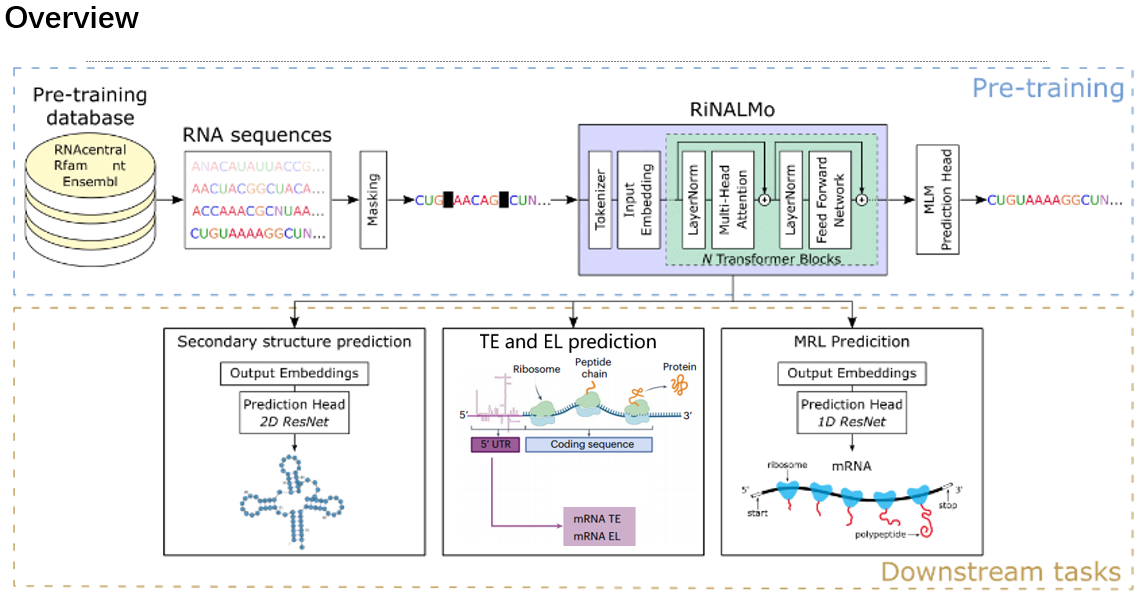 Overview
Pre-training
Pre-training
database
RNAcentral
Rfam nt
Ensembl
RNA sequences
ANACAUAUUACCG...
AACUACGGCUACA...
ACCAAACGCNUAA...
CUGUAAAAGGCUN...
Masking
CUG AACAG CUN...
RiNALMo
Tokenizer
Input
Embedding
LayerNorm
Multi-Head
Attention
LayerNorm
Feed Forward
Network
N Transformer Blocks
MLM
Prediction Head
CUGUAAAAGGCUN...
Secondary structure prediction
Output Embeddings
Prediction Head
2D ResNet
TE and EL prediction
Ribosome
Peptide
chain
Protein
5′
3′
5′ UTR
Coding sequence
mRNA TE
mRNA EL
MRL Predicition
Output Embeddings
Prediction Head
1D ResNet
ribosome
mRNA
5′
3′
start
stop
polypeptide
Downstream tasks